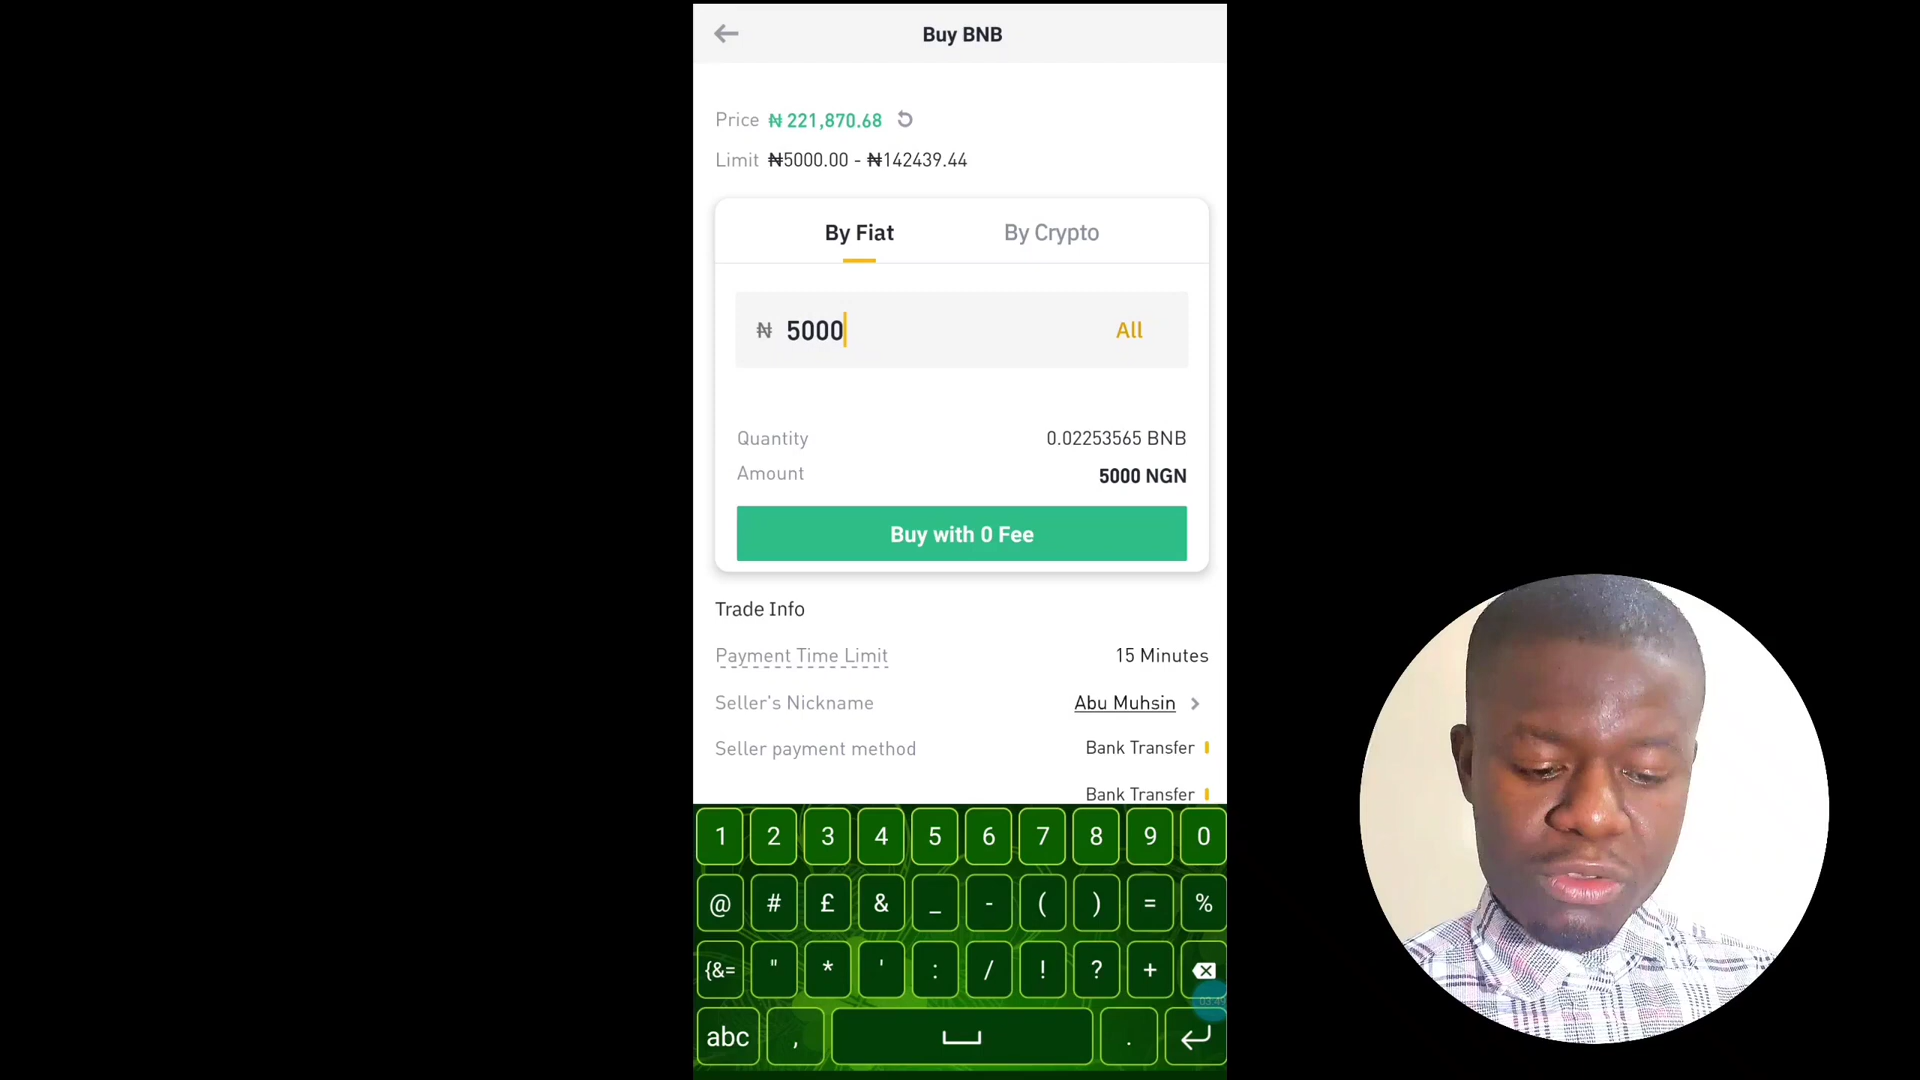 Buy BNB
Price ₦ 221,870.68
Limit ₦5000.00 - ₦142439.44
By Fiat By Crypto
₦ 5000 All
Quantity 0.02253565 BNB
Amount 5000 NGN
Buy with 0 Fee
Trade Info
Payment Time Limit 15 Minutes
Seller's Nickname Abu Muhsin >
Seller payment method Bank Transfer
Bank Transfer
1 2 3 4 5 6 7 8 9 0
@ # £ & _ - ( ) = %
{&= " * ' : / ! ? +
03:49
abc , .